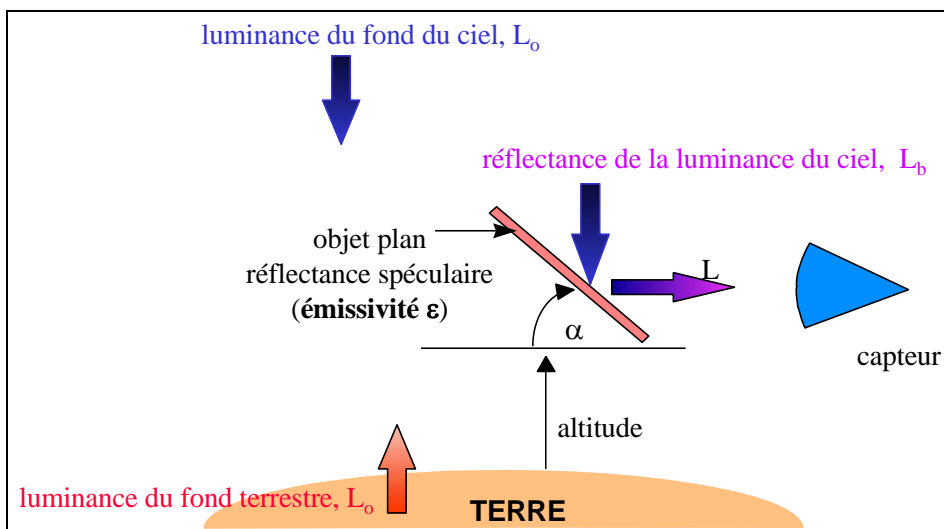 luminance du fond du ciel, Lₒ
réflectance de la luminance du ciel, L_b
objet plan
réflectance spéculaire
(émissivité ε)
L
α
capteur
altitude
luminance du fond terrestre, Lₒ
TERRE